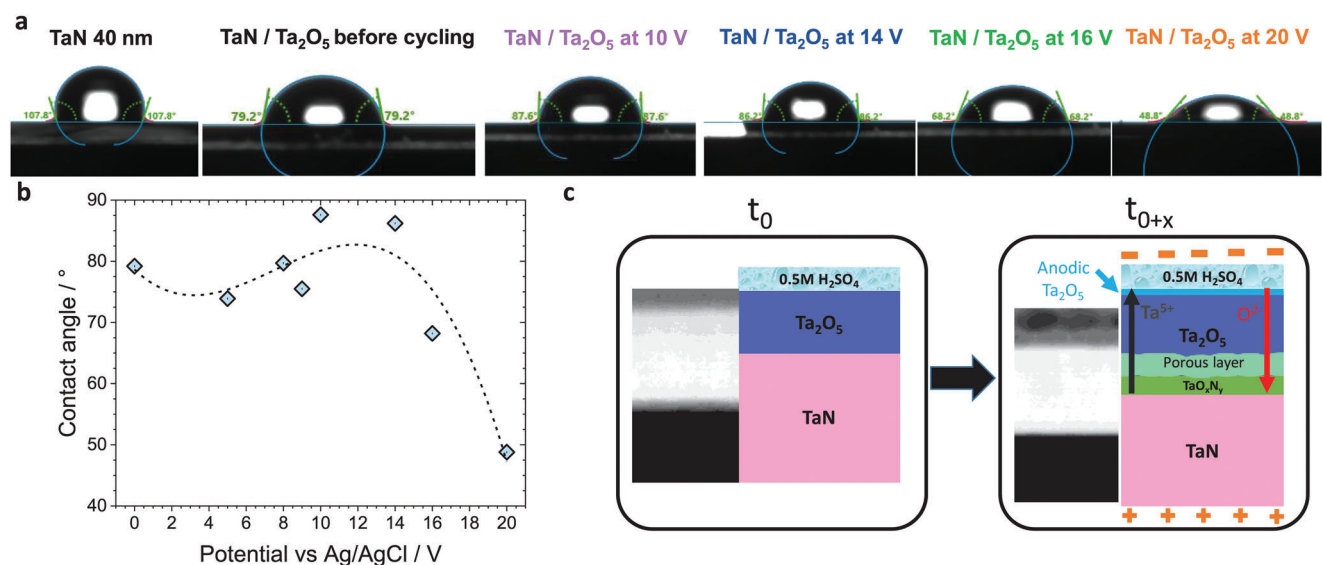 a
TaN 40 nm
TaN / Ta₂O₅ before cycling
TaN / Ta₂O₅ at 10 V
TaN / Ta₂O₅ at 14 V
TaN / Ta₂O₅ at 16 V
TaN / Ta₂O₅ at 20 V
107.8° 107.8°
79.2° 79.2°
87.6° 87.6°
86.2° 86.2°
68.2° 68.2°
48.8° 48.8°
b
90
80
70
60
50
40
Contact angle / °
0 2 4 6 8 10 12 14 16 18 20
Potential vs Ag/AgCl / V
c
t₀
0.5M H₂SO₄
Ta₂O₅
TaN
t₀₊ₓ
Anodic
Ta₂O₅
0.5M H₂SO₄
Ta⁵⁺
O²⁻
Ta₂O₅
Porous layer
TaOₓNᵧ
TaN
+ + + + +